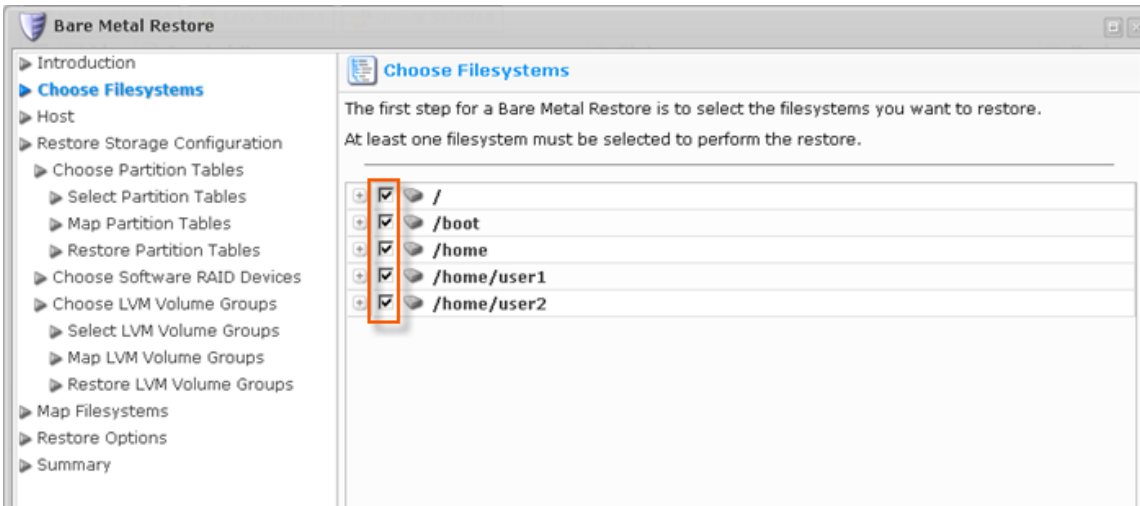 Bare Metal Restore
Introduction
Choose Filesystems
Host
Restore Storage Configuration
Choose Partition Tables
Select Partition Tables
Map Partition Tables
Restore Partition Tables
Choose Software RAID Devices
Choose LVM Volume Groups
Select LVM Volume Groups
Map LVM Volume Groups
Restore LVM Volume Groups
Map Filesystems
Restore Options
Summary
Choose Filesystems
The first step for a Bare Metal Restore is to select the filesystems you want to restore.
At least one filesystem must be selected to perform the restore.
/
/boot
/home
/home/user1
/home/user2